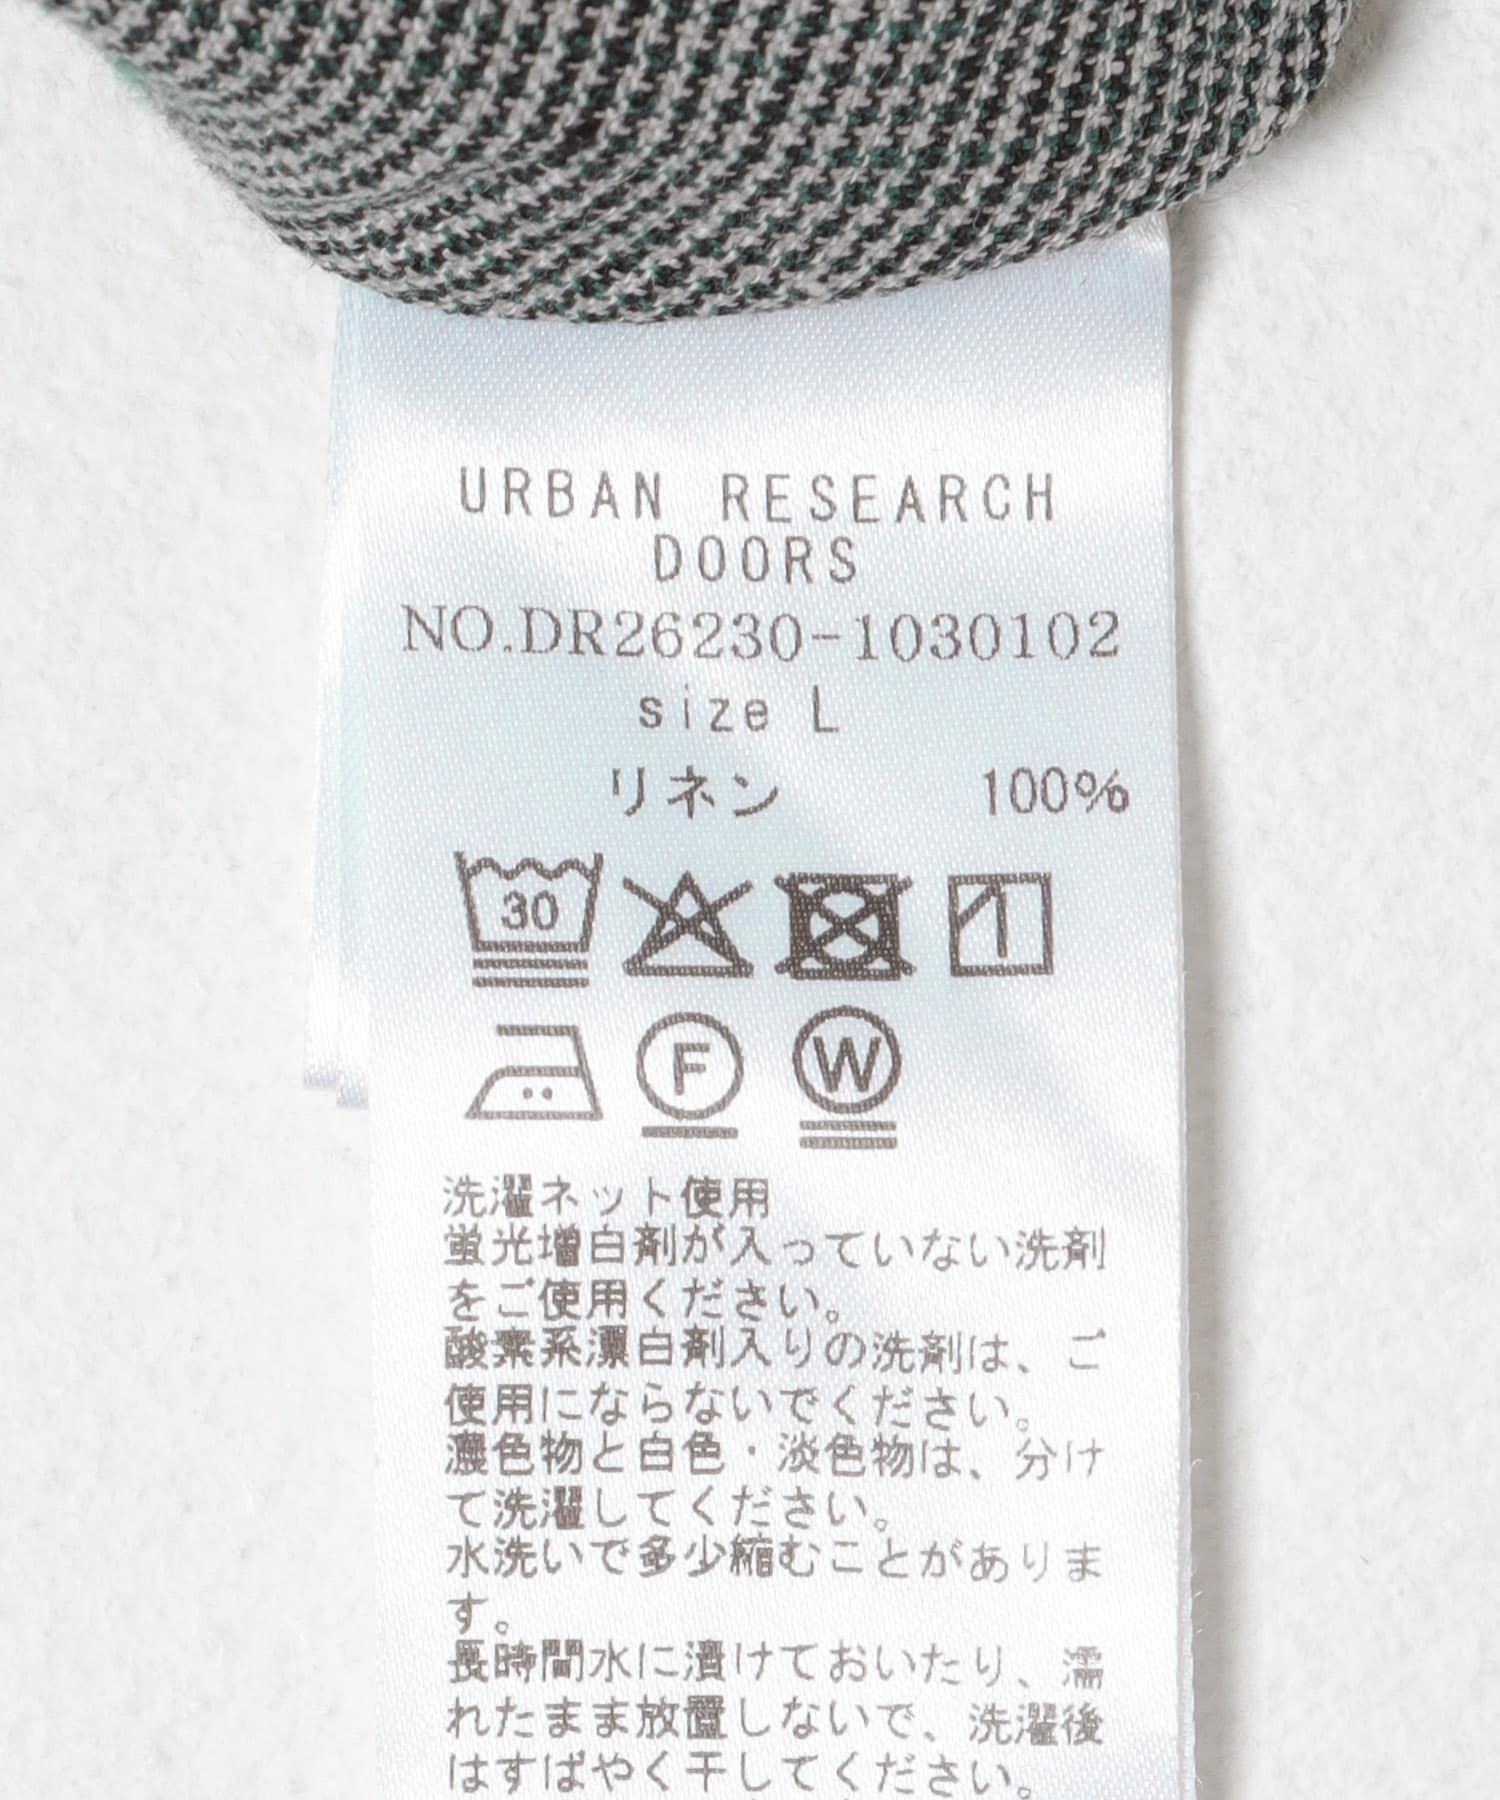 URBAN RESEARCH
DOORS
NO.DR26230-1030102
size L
リネン 100%
30
F W
洗濯ネット使用
蛍光増白剤が入っていない洗剤
をご使用ください。
酸素系漂白剤入りの洗剤は、ご
使用にならないでください。
濃色物と白色・淡色物は、分け
て洗濯してください。
水洗いで多少縮むことがありま
す。
長時間水に漬けておいたり、濡
れたまま放置しないで、洗濯後
はすばやく干してください。